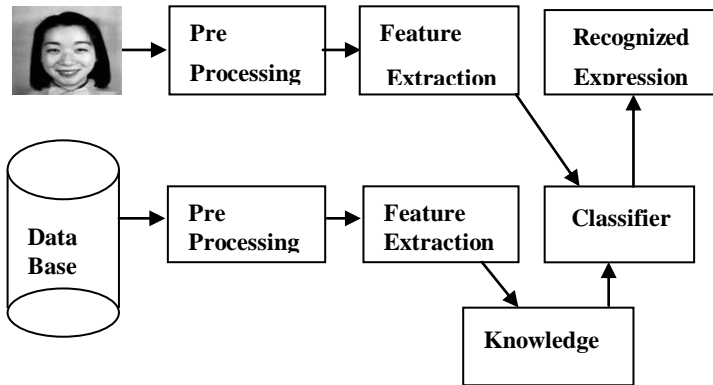 Pre
Processing
Feature
Extraction
Recognized
Expression
Data
Base
Pre
Processing
Feature
Extraction
Classifier
Knowledge